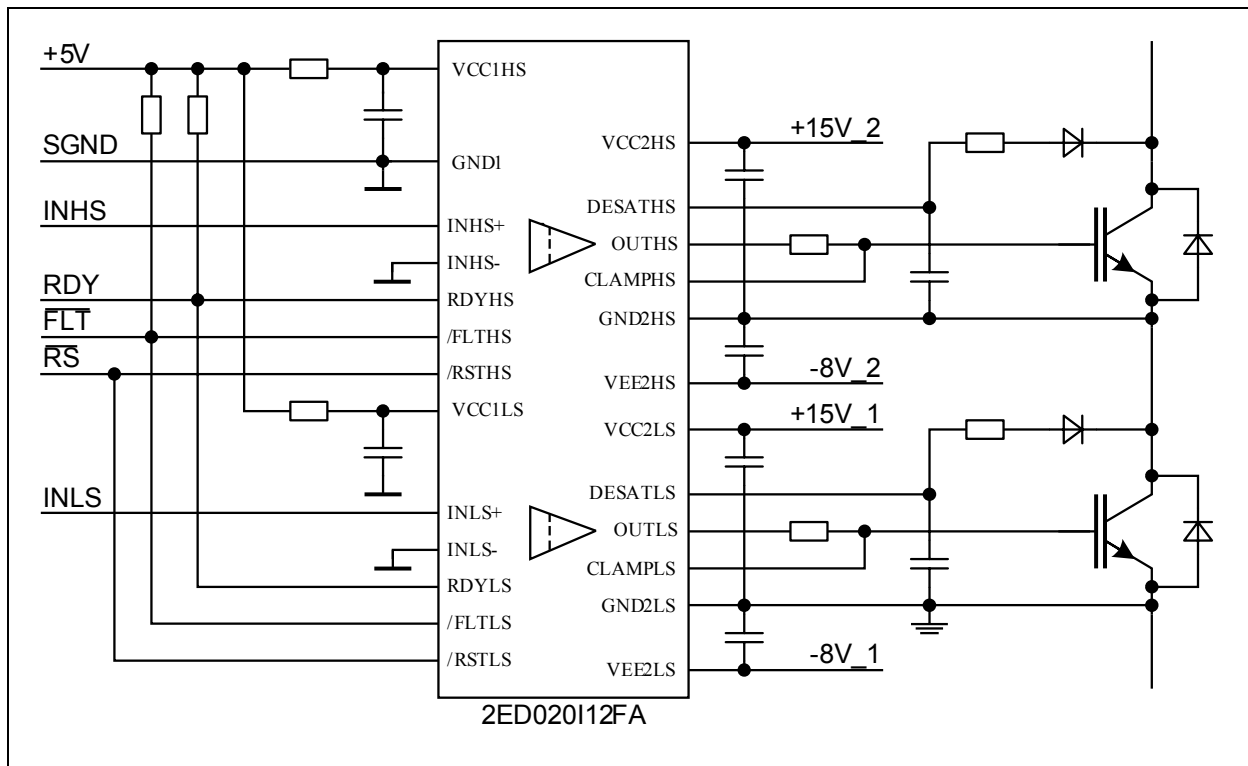 +5V
SGND
INHS
RDY
FLT
RS
INLS
VCC1HS
GND1
INHS+
INHS-
RDYHS
/FLTHS
/RSTHS
VCC1LS
INLS+
INLS-
RDYLS
/FLTLS
/RSTLS
VCC2HS
DESATHS
OUTHS
CLAMPHS
GND2HS
VEE2HS
VCC2LS
DESATLS
OUTLS
CLAMPLS
GND2LS
VEE2LS
+15V_2
-8V_2
+15V_1
-8V_1
2ED020I12FA